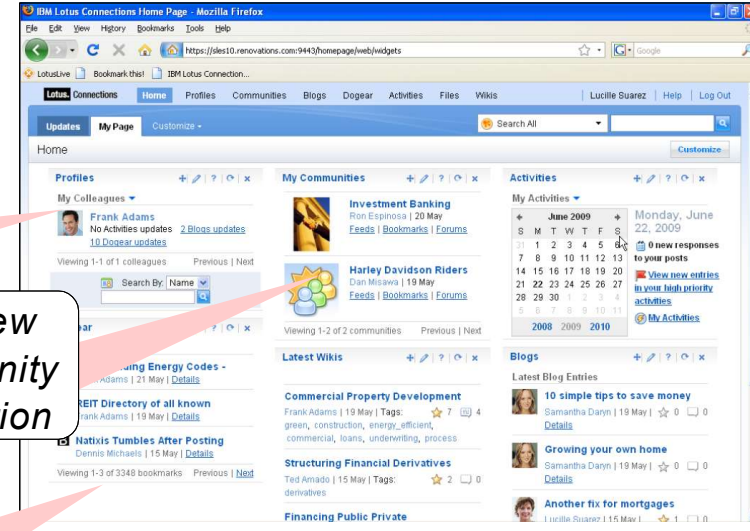 IBM Lotus Connections Home Page - Mozilla Firefox
File Edit View History Bookmarks Tools Help
https://sles10.renovations.com:9443/homepage/web/widgets
Google
LotusLive Bookmark this! IBM Lotus Connection...
Lotus. Connections Home Profiles Communities Blogs Dogear Activities Files Wikis Lucille Suarez | Help | Log Out
Updates My Page Customize
Search All
Home
Customize
Profiles
My Colleagues
Frank Adams
No Activities updates 2 Blogs updates
10 Dogear updates
Viewing 1-1 of 1 colleagues Previous | Next
Search By: Name
ew
nity
ion
ear
ing Energy Codes -
Adams | 21 May | Details
REIT Directory of all known
Frank Adams | 19 May | Details
Natixis Tumbles After Posting
Dennis Michaels | 15 May | Details
Viewing 1-3 of 3348 bookmarks Previous | Next
My Communities
Investment Banking
Ron Espinosa | 20 May
Feeds | Bookmarks | Forums
Harley Davidson Riders
Dan Misawa | 19 May
Feeds | Bookmarks | Forums
Viewing 1-2 of 2 communities Previous | Next
Latest Wikis
Commercial Property Development
Frank Adams | 19 May | Tags: 7 4
green, construction, energy_efficient,
commercial, loans, underwriting, process
Structuring Financial Derivatives
Ted Amado | 15 May | Tags: 2 0
derivatives
Financing Public Private
Activities
My Activities
June 2009
S M T W T F S
31 1 2 3 4 5 6
7 8 9 10 11 12 13
14 15 16 17 18 19 20
21 22 23 24 25 26 27
28 29 30 1 2 3 4
5 6 7 8 9 10 11
2008 2009 2010
Monday, June
22, 2009
0 new responses
to your posts
View new entries
in your high priority
activities
My Activities
Blogs
Latest Blog Entries
10 simple tips to save money
Samantha Daryn | 19 May | 0 0
Details
Growing your own home
Samantha Daryn | 19 May | 0 0
Details
Another fix for mortgages
Lucille Suarez | 15 May | 1 0